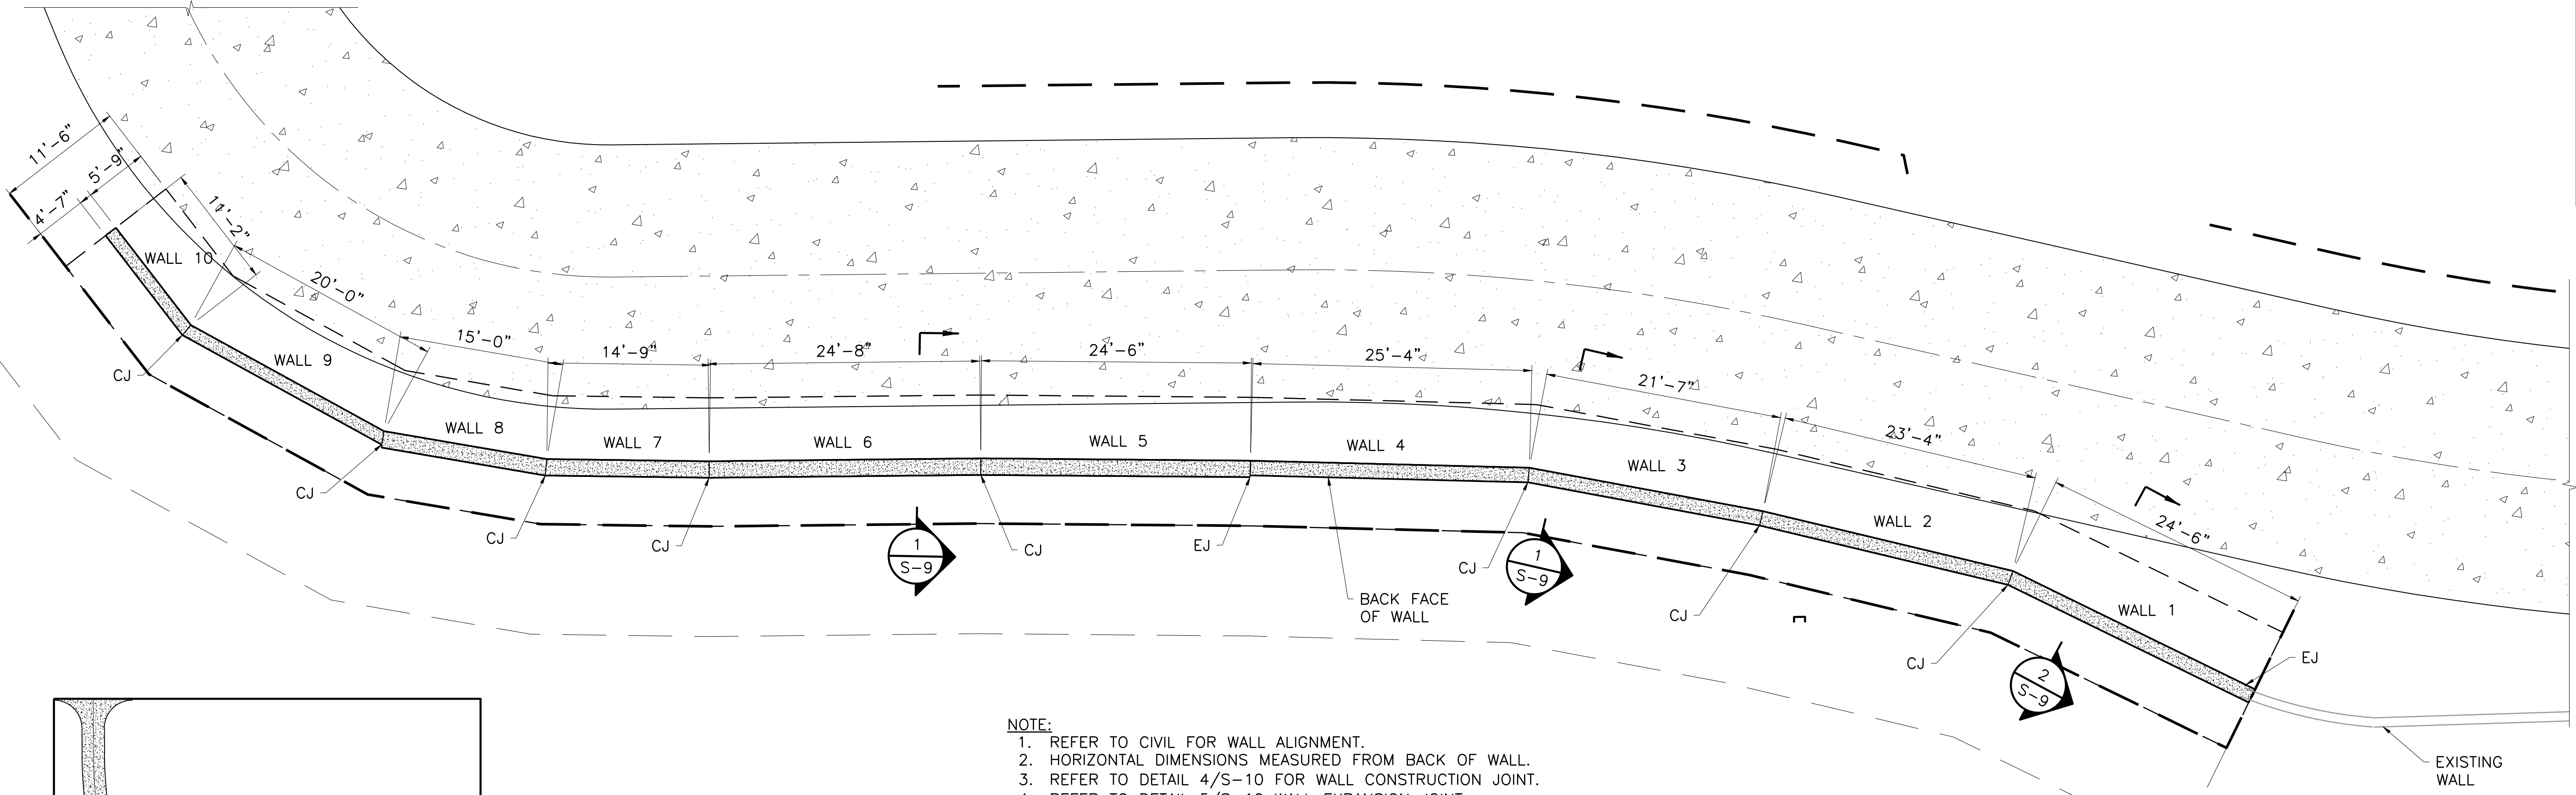 11'-6"
5'-9"
4'-7"
11'-2"
WALL 10
20'-0"
15'-0"
14'-9"
24'-8"
24'-6"
25'-4"
21'-7"
23'-4"
24'-6"
CJ
WALL 9
WALL 8
WALL 7
WALL 6
WALL 5
WALL 4
WALL 3
WALL 2
WALL 1
CJ
CJ
CJ
1
S-9
CJ
EJ
CJ
1
S-9
BACK FACE
OF WALL
CJ
CJ
2
S-9
EJ
EXISTING
WALL
NOTE:
1. REFER TO CIVIL FOR WALL ALIGNMENT.
2. HORIZONTAL DIMENSIONS MEASURED FROM BACK OF WALL.
3. REFER TO DETAIL 4/S-10 FOR WALL CONSTRUCTION JOINT.